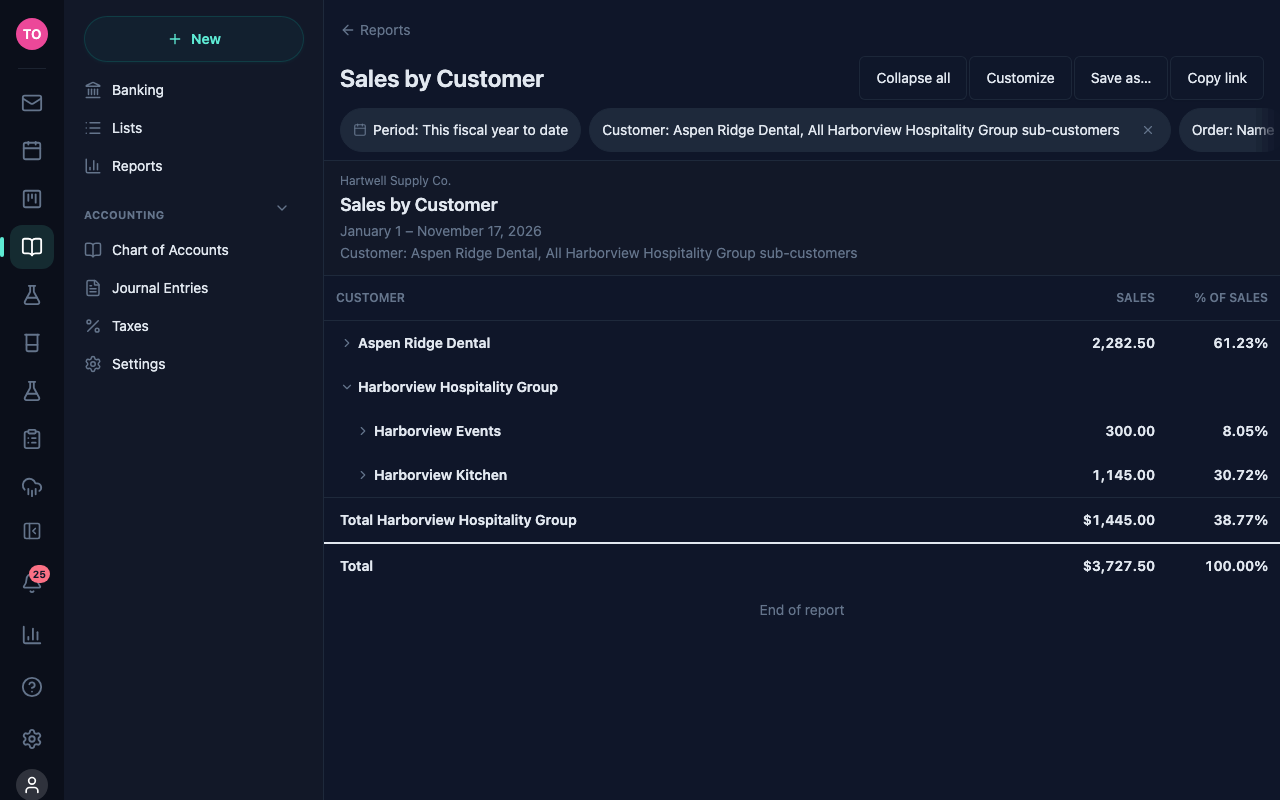 TO
New
Banking
Lists
Reports
ACCOUNTING
Chart of Accounts
Journal Entries
Taxes
Settings
25
Reports
Sales by Customer
Collapse all
Customize
Save as...
Copy link
Period: This fiscal year to date
Customer: Aspen Ridge Dental, All Harborview Hospitality Group sub-customers
Order: Name
Hartwell Supply Co.
Sales by Customer
January 1 – November 17, 2026
Customer: Aspen Ridge Dental, All Harborview Hospitality Group sub-customers
CUSTOMER SALES % OF SALES
Aspen Ridge Dental 2,282.50 61.23%
Harborview Hospitality Group
Harborview Events 300.00 8.05%
Harborview Kitchen 1,145.00 30.72%
Total Harborview Hospitality Group $1,445.00 38.77%
Total $3,727.50 100.00%
End of report